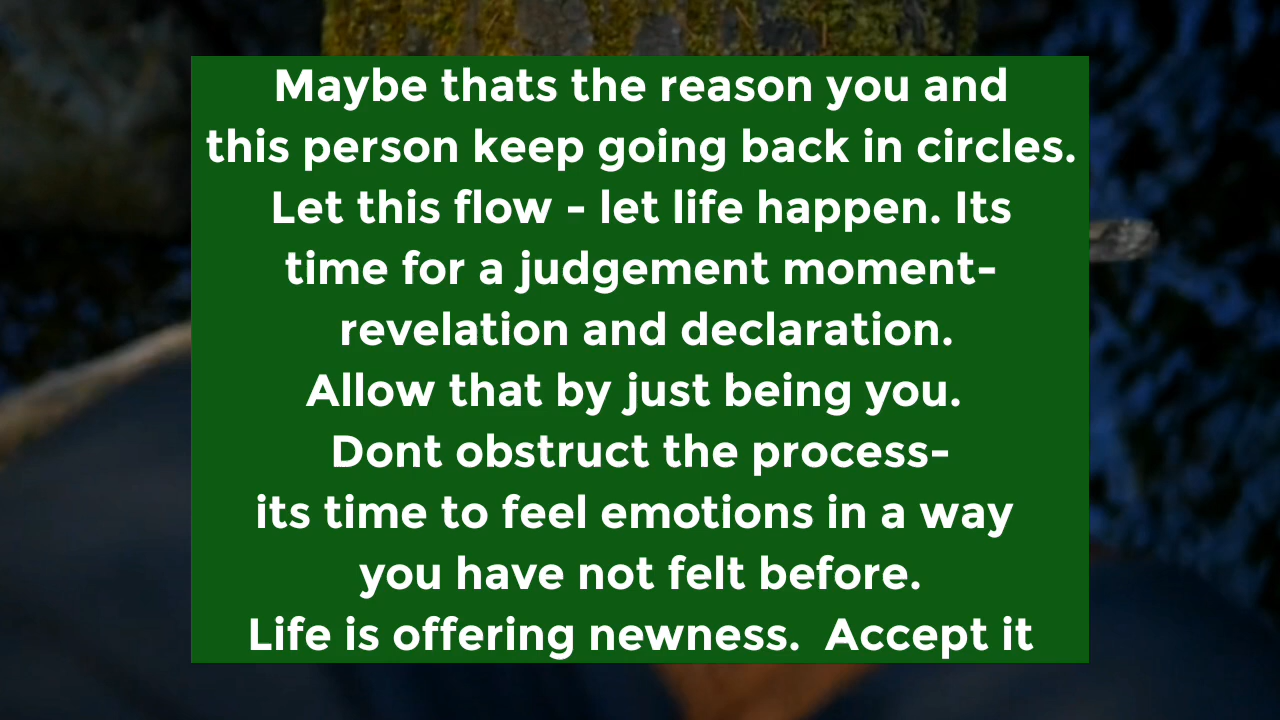 Maybe thats the reason you and
this person keep going back in circles.
Let this flow - let life happen. Its
time for a judgement moment-
revelation and declaration.
Allow that by just being you.
Dont obstruct the process-
its time to feel emotions in a way
you have not felt before.
Life is offering newness.  Accept it